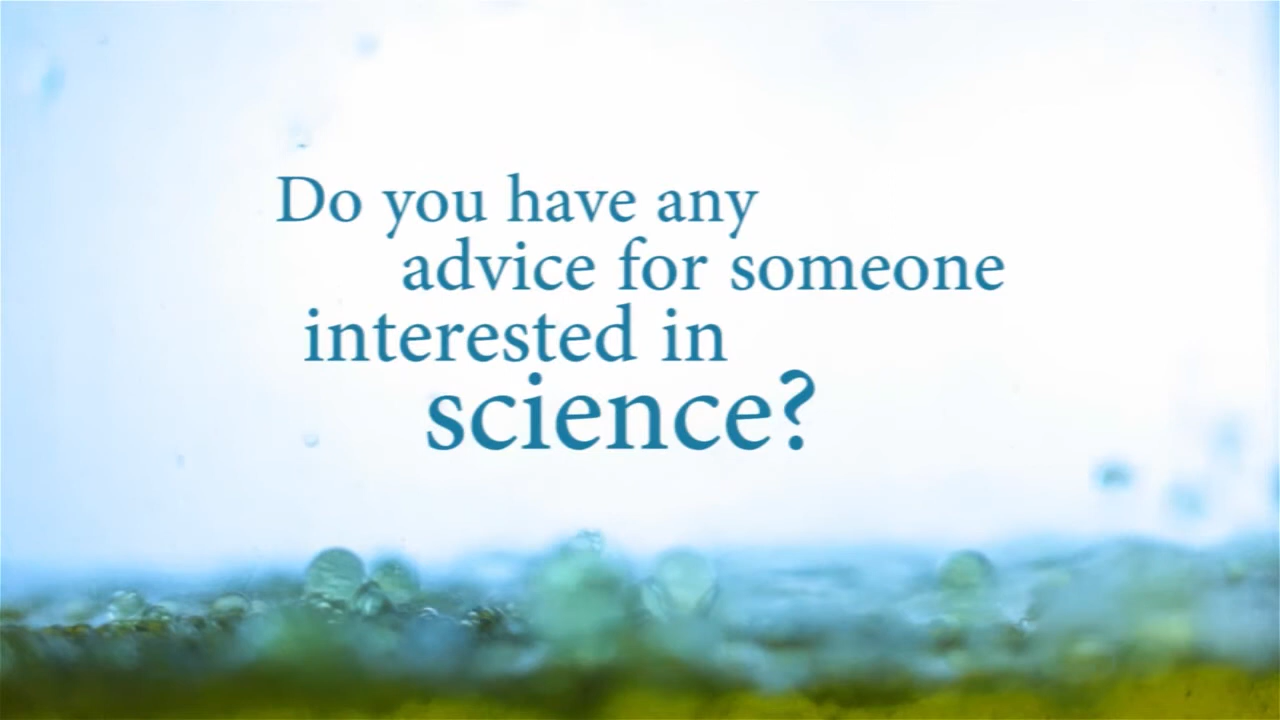 Do you have any
advice for someone
interested in
science?